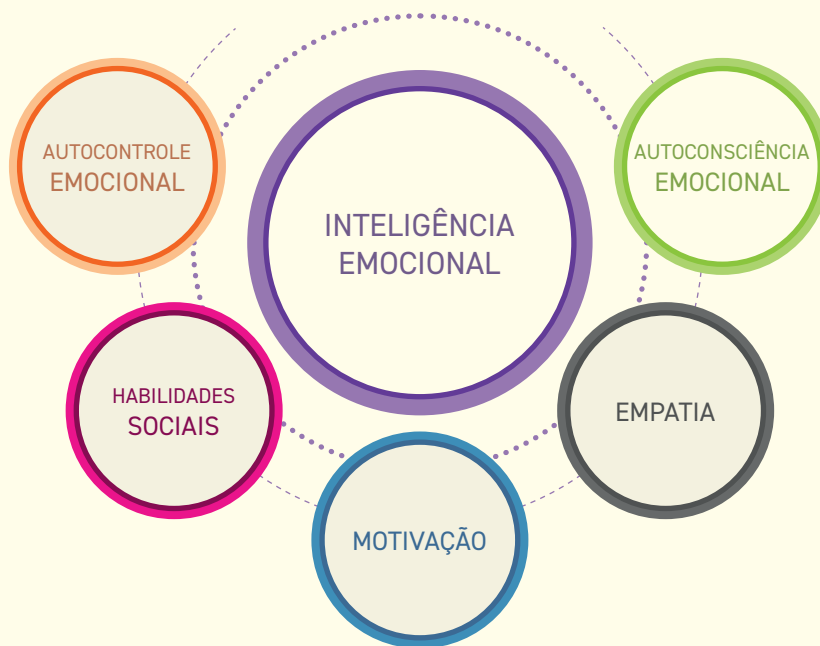 AUTOCONTROLE
EMOCIONAL
AUTOCONSCIÊNCIA
EMOCIONAL
INTELIGÊNCIA
EMOCIONAL
HABILIDADES
SOCIAIS
EMPATIA
MOTIVAÇÃO